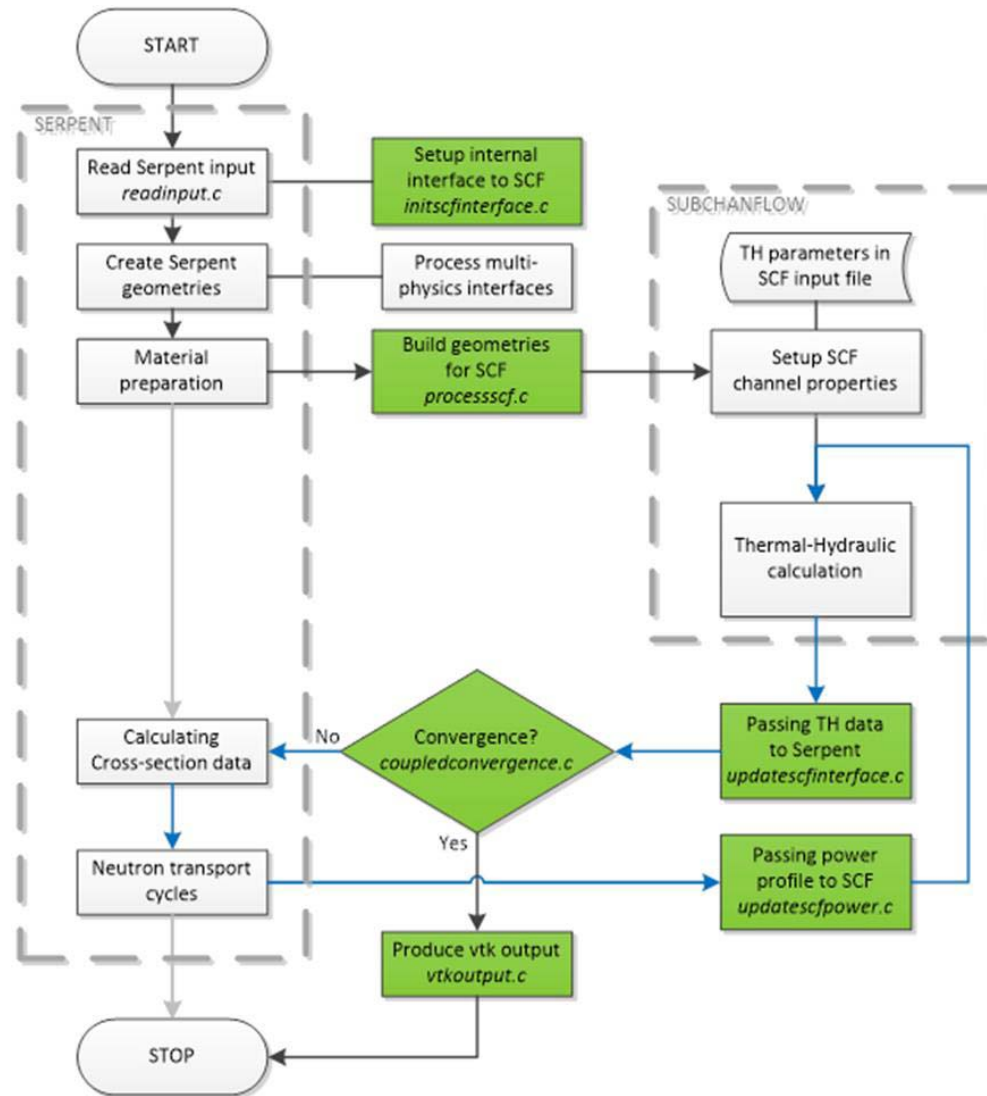 START
SERPENT
Read Serpent input
readinput.c
Setup internal
interface to SCF
initscfinterface.c
SUBCHANFLOW
Create Serpent
geometries
Process multi-
physics interfaces
TH parameters in
SCF input file
Material
preparation
Build geometries
for SCF
processscf.c
Setup SCF
channel properties
Thermal-Hydraulic
calculation
Calculating
Cross-section data
No
Convergence?
coupledconvergence.c
Passing TH data
to Serpent
updatescfinterface.c
Yes
Neutron transport
cycles
Passing power
profile to SCF
updatescfpower.c
Produce vtk output
vtkoutput.c
STOP